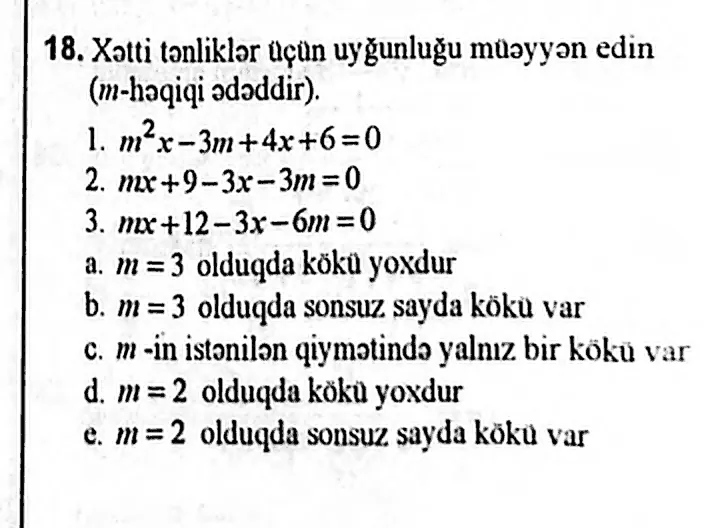 18. Xətti tənliklər üçün uyğunluğu müəyyən edin
(m-həqiqi ədəddir).
1. m²x−3m+4x+6=0
2. mx+9−3x−3m=0
3. mx+12−3x−6m=0
a. m=3 olduqda kökü yoxdur
b. m=3 olduqda sonsuz sayda kökü var
c. m-in istənilən qiymətində yalnız bir kökü var
d. m=2 olduqda kökü yoxdur
e. m=2 olduqda sonsuz sayda kökü var